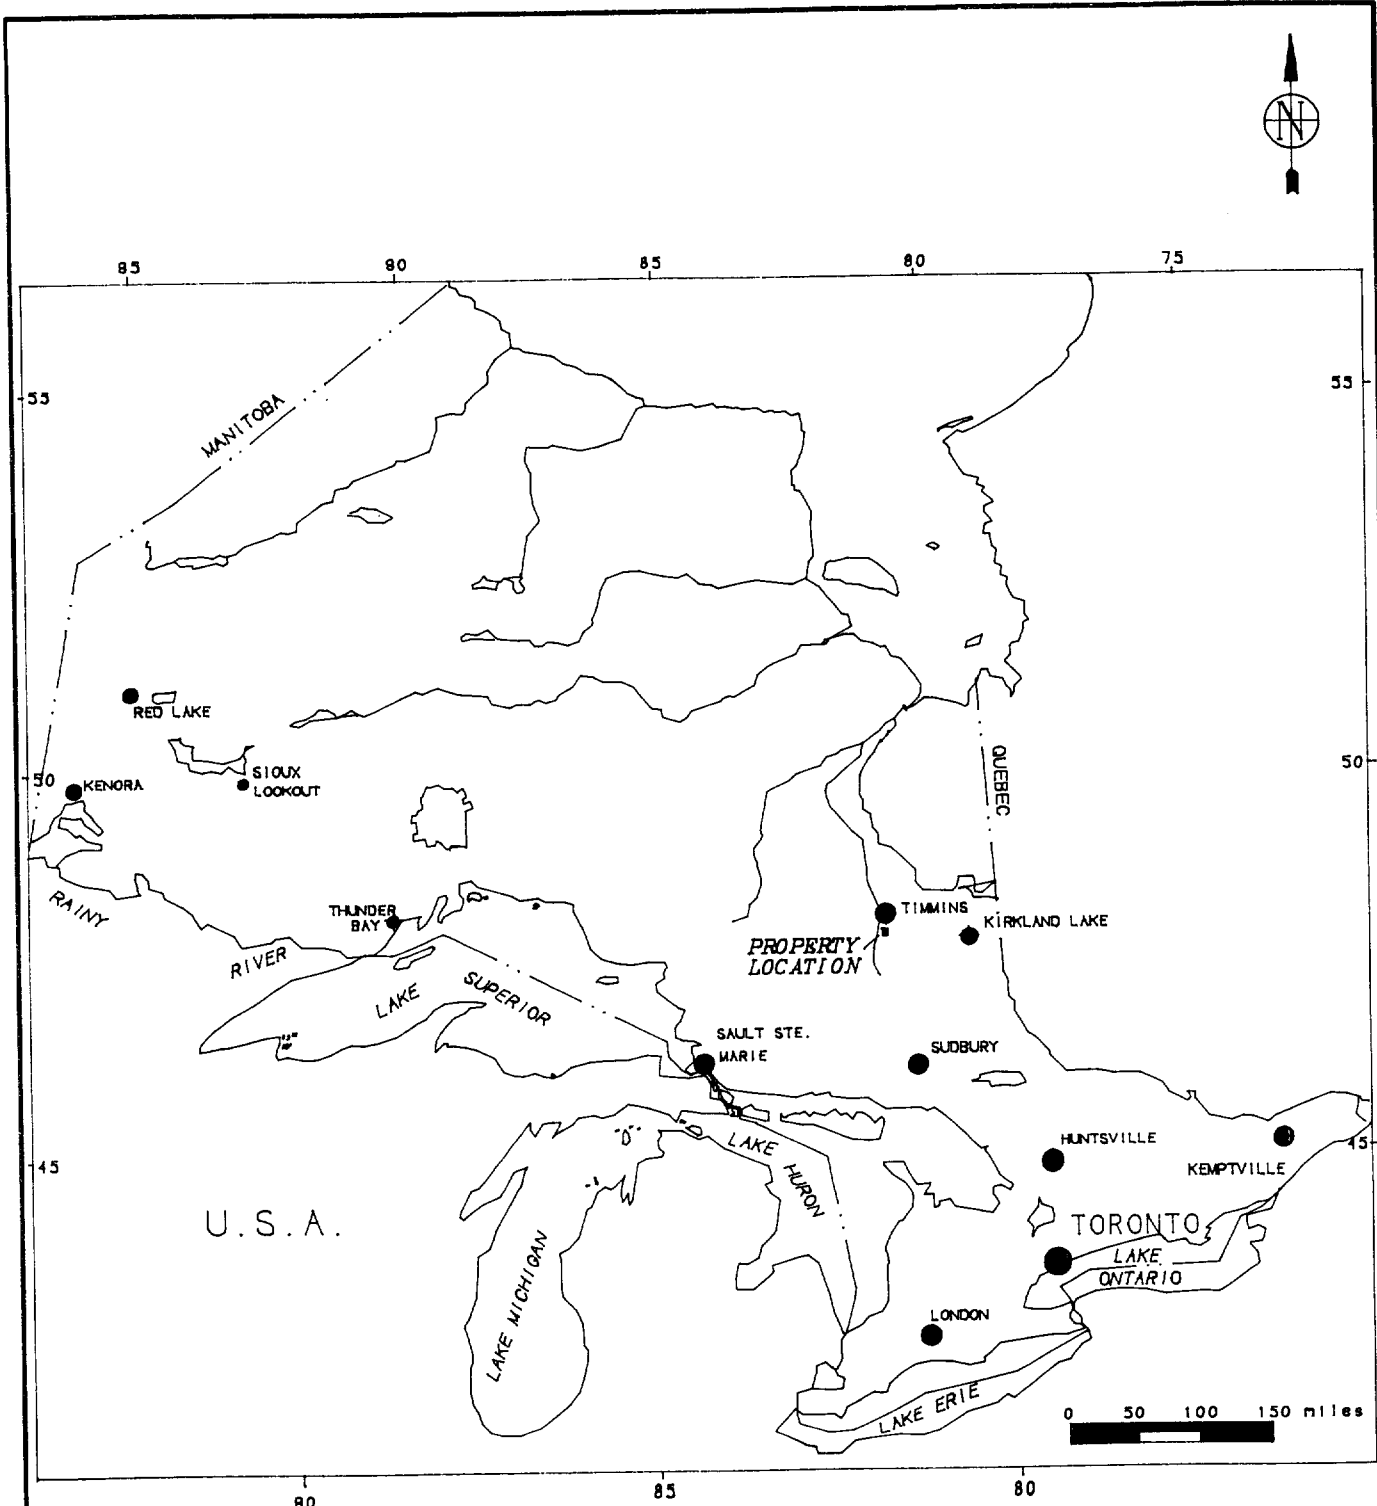 N
85 80 85 80 75
55 55
MANITOBA
RED LAKE
50 50
KENORA
SIOUX
LOOKOUT
QUEBEC
RAINY
RIVER
THUNDER
BAY
TIMMINS
KIRKLAND LAKE
PROPERTY
LOCATION
LAKE
SUPERIOR
SAULT STE.
MARIE
SUDBURY
45 45
LAKE
HURON
HUNTSVILLE
KEMPTVILLE
U.S.A.
LAKE MICHIGAN
TORONTO
LAKE
ONTARIO
LONDON
LAKE ERIE
0 50 100 150 miles
80 85 80